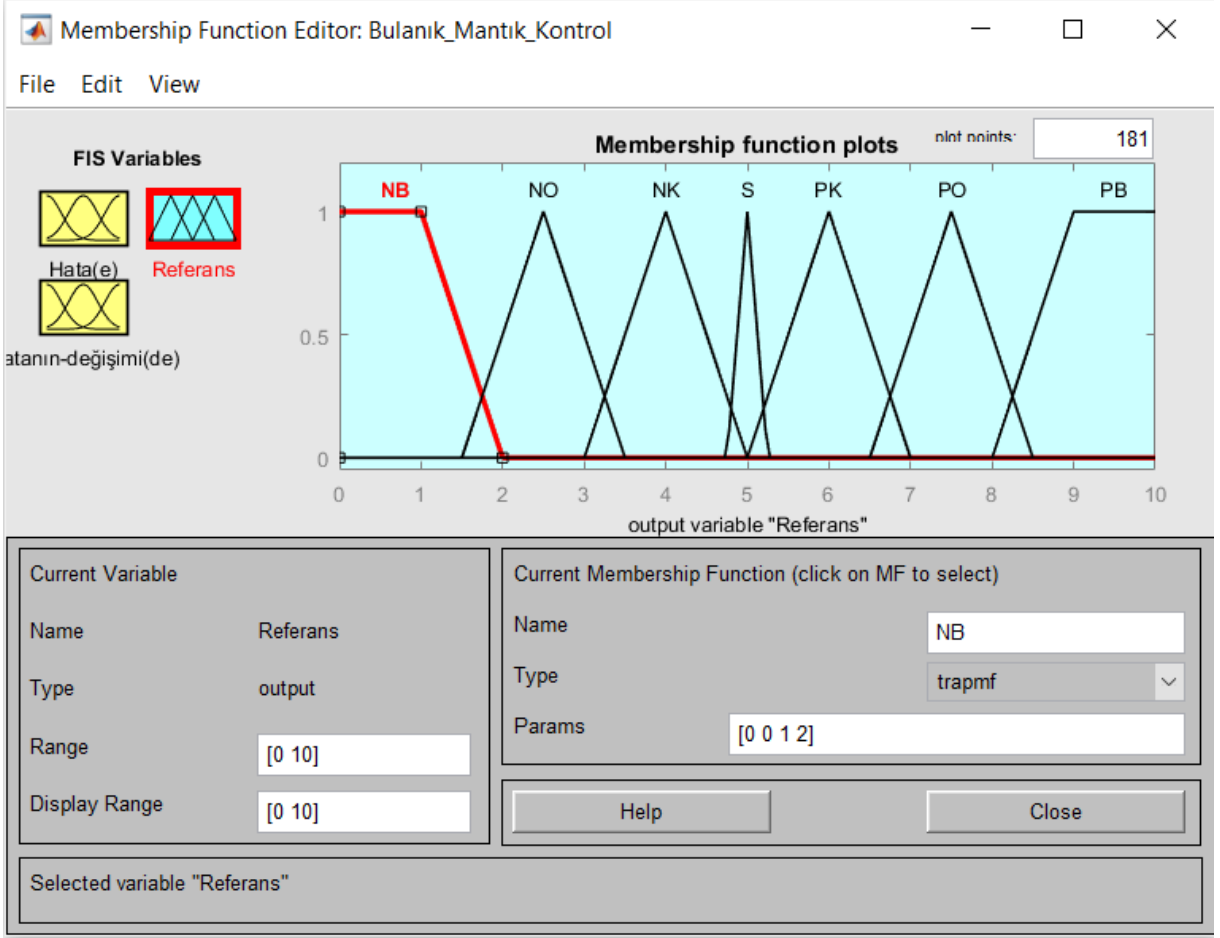 Membership Function Editor: Bulanık_Mantık_Kontrol
File Edit View
FIS Variables
Hata(e)
Referans
atanın-değişimi(de)
Membership function plots
plot points:
181
NB NO NK S PK PO PB
1
0.5
0
0 1 2 3 4 5 6 7 8 9 10
output variable "Referans"
Current Variable
Name Referans
Type output
Range [0 10]
Display Range [0 10]
Current Membership Function (click on MF to select)
Name NB
Type trapmf
Params [0 0 1 2]
Help Close
Selected variable "Referans"